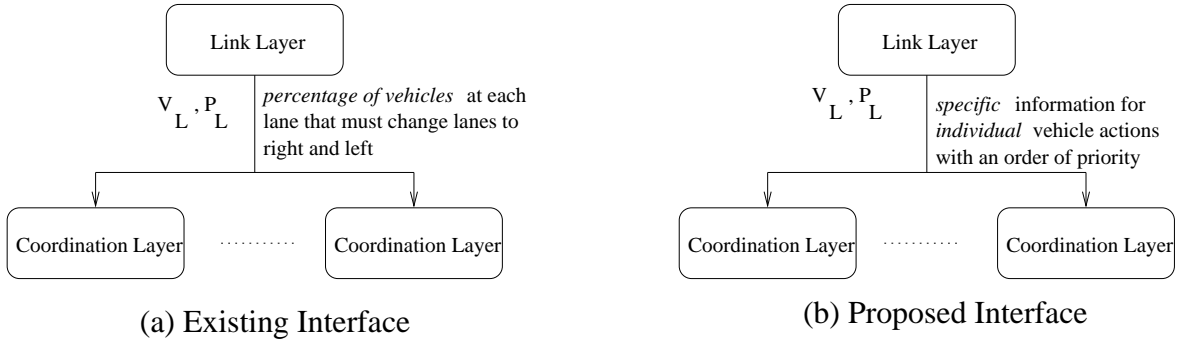 Link Layer
V_L , P_L
percentage of vehicles at each
lane that must change lanes to
right and left
Coordination Layer
Coordination Layer
(a) Existing Interface
Link Layer
V_L , P_L
specific information for
individual vehicle actions
with an order of priority
Coordination Layer
Coordination Layer
(b) Proposed Interface